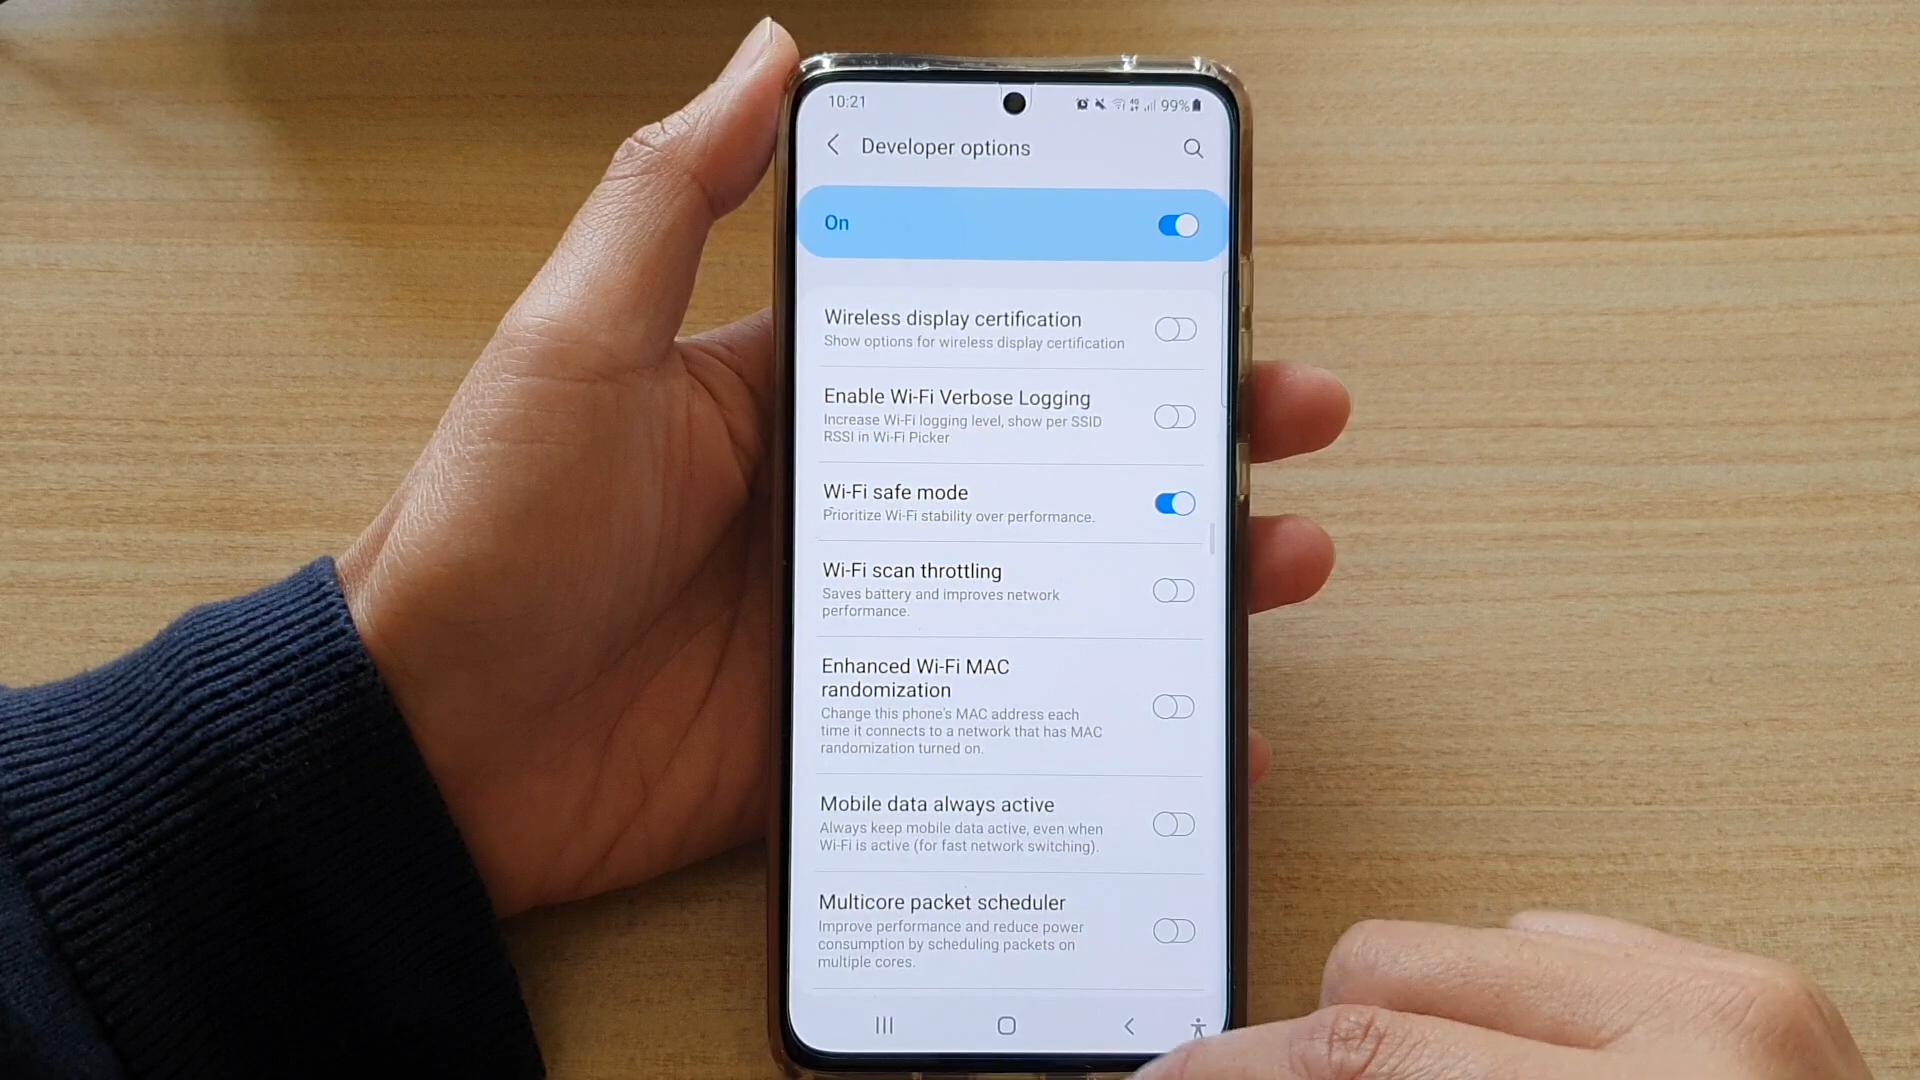 10:21
4G 99%
Developer options
On
Wireless display certification
Show options for wireless display certification
Enable Wi-Fi Verbose Logging
Increase Wi-Fi logging level, show per SSID
RSSI in Wi-Fi Picker
Wi-Fi safe mode
Prioritize Wi-Fi stability over performance.
Wi-Fi scan throttling
Saves battery and improves network
performance.
Enhanced Wi-Fi MAC
randomization
Change this phone's MAC address each
time it connects to a network that has MAC
randomization turned on.
Mobile data always active
Always keep mobile data active, even when
Wi-Fi is active (for fast network switching).
Multicore packet scheduler
Improve performance and reduce power
consumption by scheduling packets on
multiple cores.